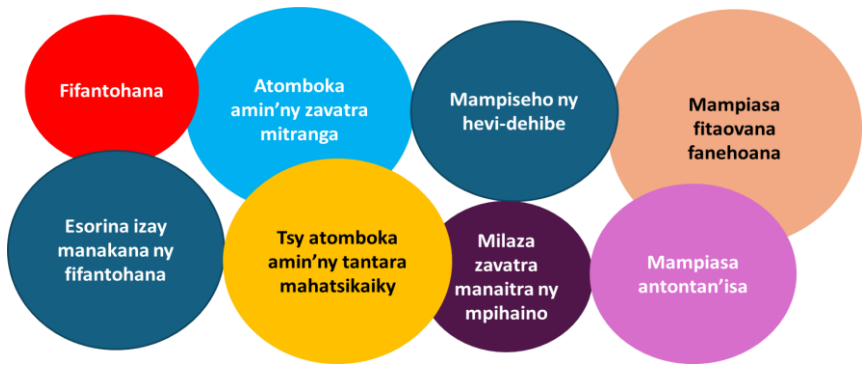 Fifantohana
Atomboka
amin'ny zavatra
mitranga
Mampiseho ny
hevi-dehibe
Mampiasa
fitaovana
fanehoana
Esorina izay
manakana ny
fifantohana
Tsy atomboka
amin'ny tantara
mahatsikaiky
Milaza
zavatra
manaitra ny
mpihaino
Mampiasa
antontan'isa